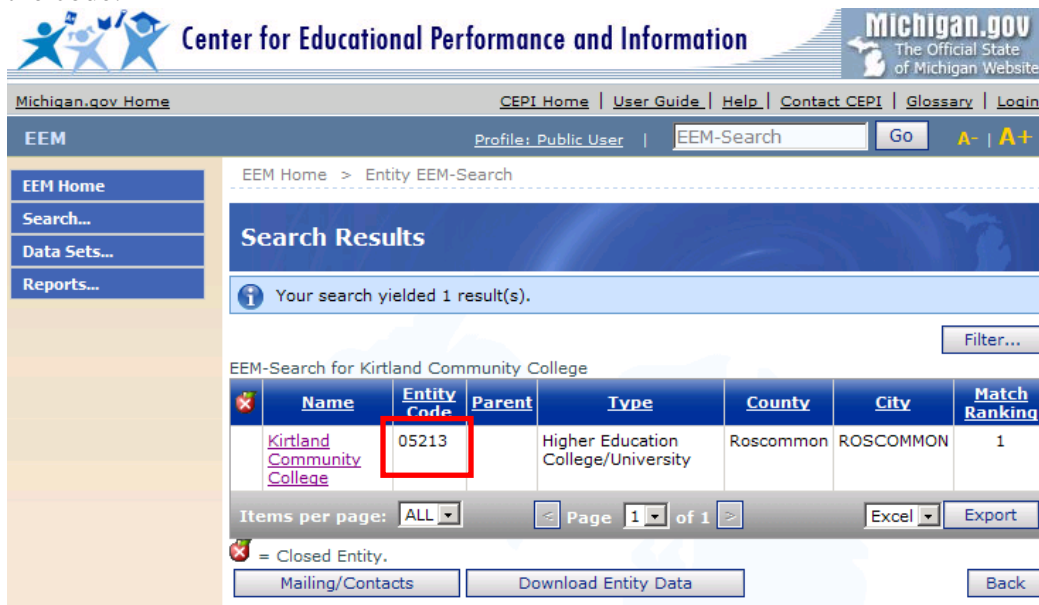 Center for Educational Performance and Information
Michigan.gov
The Official State
of Michigan Website
Michigan.gov Home CEPI Home | User Guide | Help | Contact CEPI | Glossary | Login
EEM Profile: Public User | EEM-Search Go A- | A+
EEM Home > Entity EEM-Search
EEM Home
Search...
Data Sets...
Reports...
Search Results
Your search yielded 1 result(s).
Filter...
EEM-Search for Kirtland Community College
Name Entity Code Parent Type County City Match Ranking
Kirtland 05213 Higher Education Roscommon ROSCOMMON 1
Community College/University
College
Items per page: ALL < Page 1 of 1 > Excel Export
= Closed Entity.
Mailing/Contacts Download Entity Data Back